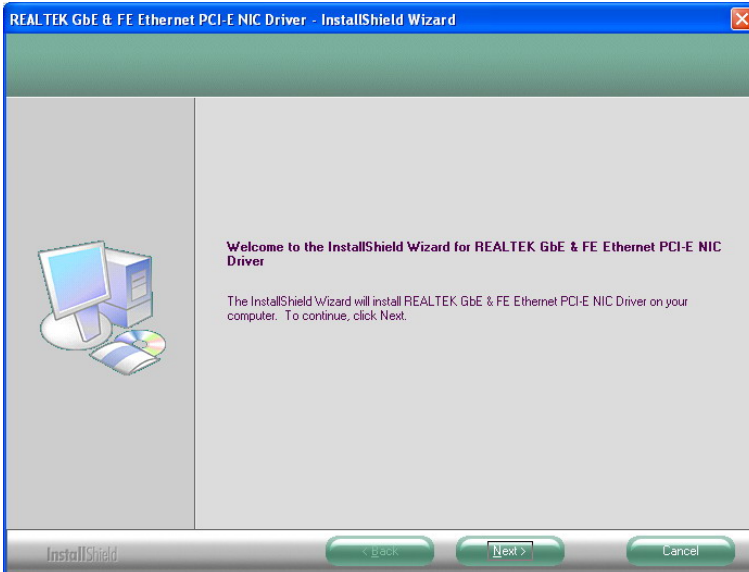 REALTEK GbE & FE Ethernet PCI-E NIC Driver - InstallShield Wizard
Welcome to the InstallShield Wizard for REALTEK GbE & FE Ethernet PCI-E NIC
Driver
The InstallShield Wizard will install REALTEK GbE & FE Ethernet PCI-E NIC Driver on your
computer. To continue, click Next.
InstallShield
< Back
Next >
Cancel